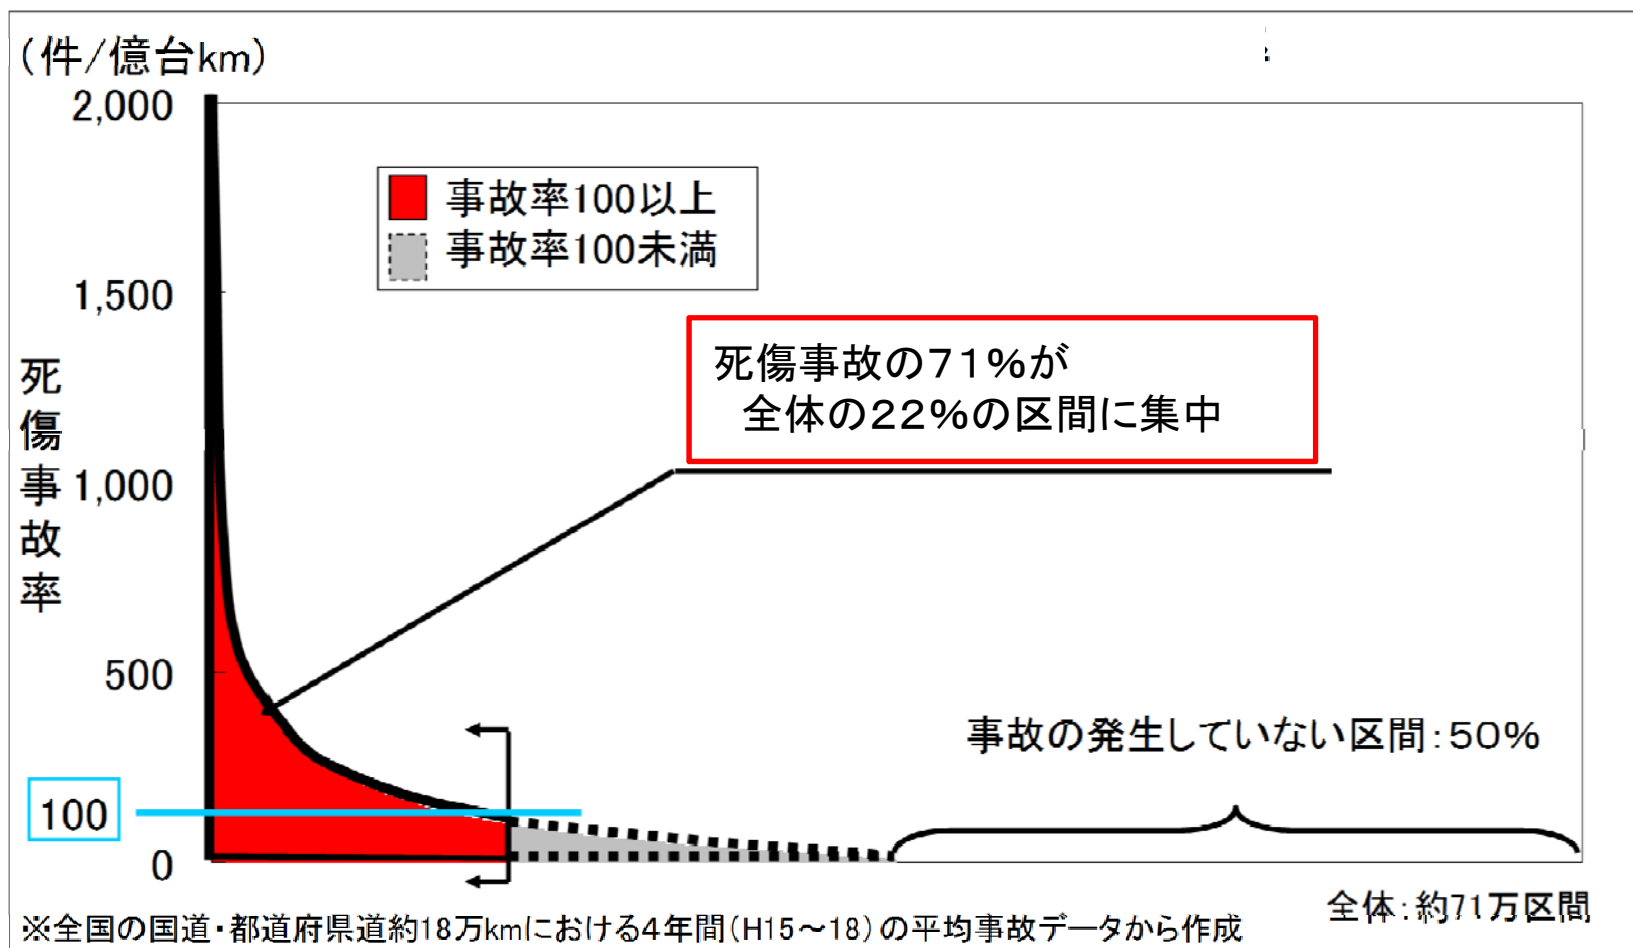 (件/億台km)
2,000
1,500
1,000
500
100
0
死傷事故率
事故率100以上
事故率100未満
死傷事故の71%が
全体の22%の区間に集中
事故の発生していない区間:50%
全体:約71万区間
※全国の国道・都道府県道約18万kmにおける4年間(H15~18)の平均事故データから作成